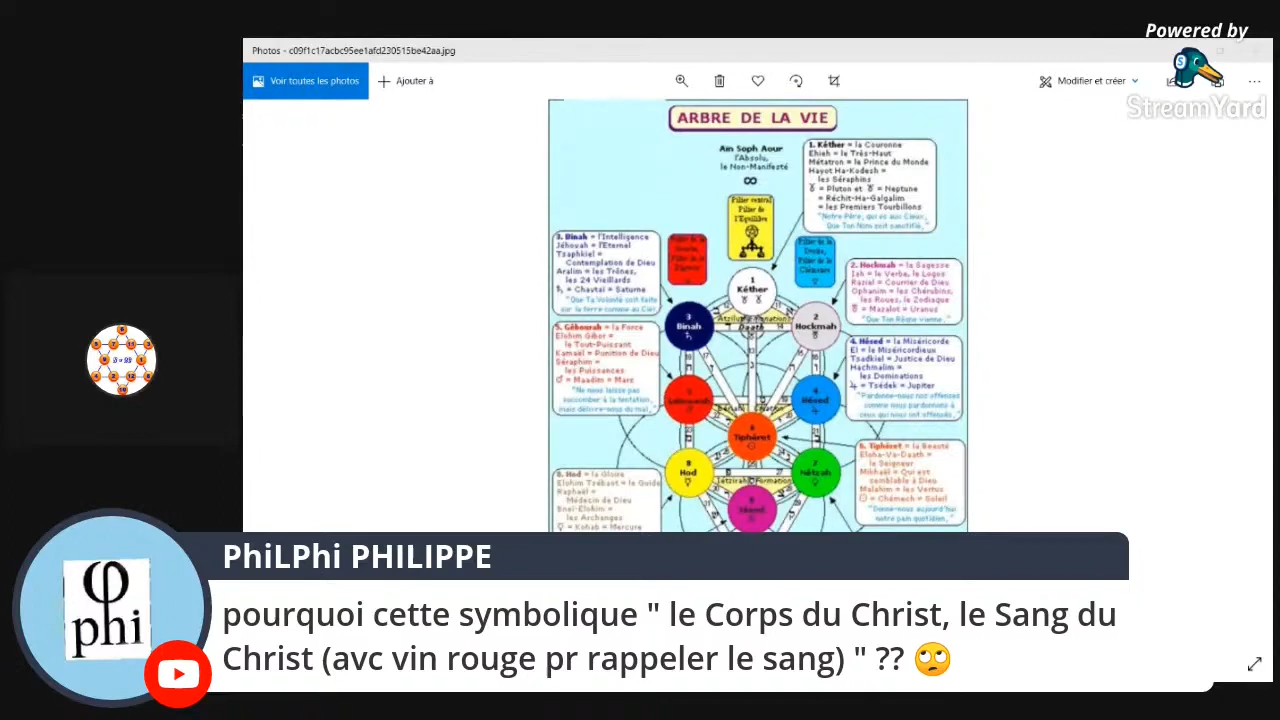 Powered by
StreamYard
Photos - c09f1c17acbc95ee1afd230515be42aa.jpg
Voir toutes les photos
Ajouter à
Modifier et créer
ARBRE DE LA VIE
Aïn Soph Aour
l'Absolu,
le Non-Manifesté
∞
1. Kéther = la Couronne
Ehieh = le Très-Haut
Métatron = le Prince du Monde
Hayot Ha-Kodesh =
les Séraphins
= Pluton et = Neptune
= Réchit-Ha-Galgalim
= les Premiers Tourbillons
"Notre Père, qui es aux Cieux,
Que Ton Nom soit sanctifié,"
Pilier central
Pilier de
l'Equilibre
3. Binah = l'Intelligence
Jéhovah = l'Eternel
Tsaphkiel =
Contemplation de Dieu
Aralim = les Trônes,
les 24 Vieillards
♄ = Chavtaï = Saturne
"Que Ta Volonté soit faite
sur la terre comme au Ciel."
2. Hockmah = la Sagesse
Iah = le Verbe, le Logos
Raziel = Courrier de Dieu
Ophanim = les Chérubins,
les Roues, le Zodiaque
= Mazalot = Uranus
"Que Ton Règne vienne,"
1
Kéther
3
Binah
♄
2
Hockmah
Daath
5. Gébourah = la Force
Elohim Gibor =
le Tout-Puissant
Kamaël = Punition de Dieu
Séraphim =
les Puissances
♂ = Maadim = Mars
"Ne nous laisse pas
succomber à la tentation,
mais délivre-nous du mal,"
4. Hésed = la Miséricorde
El = le Miséricordieux
Tsadkiel = Justice de Dieu
Hachmalim =
les Dominations
♃ = Tsédek = Jupiter
"Pardonne-nous nos offenses
comme nous pardonnons à
ceux qui nous ont offensés,"
4
Hésed
♃
6
Tiphéret
6. Tiphéret = la Beauté
Eloha-Va-Daath =
le Seigneur
Mikhaël = Qui est
semblable à Dieu
Malahim = les Vertus
☉ = Chémech = Soleil
"Donne-nous aujourd'hui
notre pain quotidien,"
8
Hod
☿
7
Netzah
♀
8. Hod = la Gloire
Elohim Tsébaot = le Guide
Raphaël =
Médecin de Dieu
Bneï-Elohim =
les Archanges
= Kohab = Mercure
PhiLPhi PHILIPPE
φ
phi
pourquoi cette symbolique " le Corps du Christ, le Sang du
Christ (avc vin rouge pr rappeler le sang) " ?? 🙄